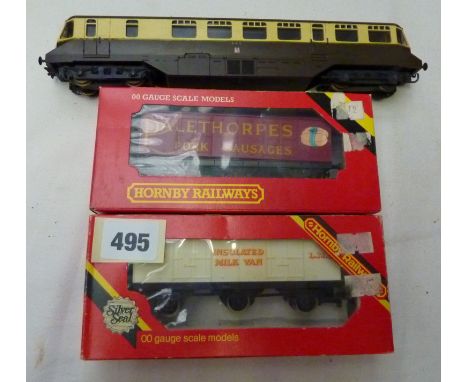 00 GAUGE SCALE MODELS
PALETHORPES
PORK SAUSAGES
HORNBY RAILWAYS
495
INSULATED
MILK VAN
Hornby Railways
Silver
Seal
00 gauge scale models